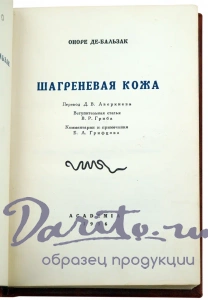 ОНОРЕ ДЕ-БАЛЬЗАК
ШАГРЕНЕВАЯ КОЖА
Перевод Д. В. Аверкиева
Вступительная статья
В. Р. Гриба
Комментарии и примечания
Б. А. Грифцова
ACADEMIA
Darito.ru
образец продукции